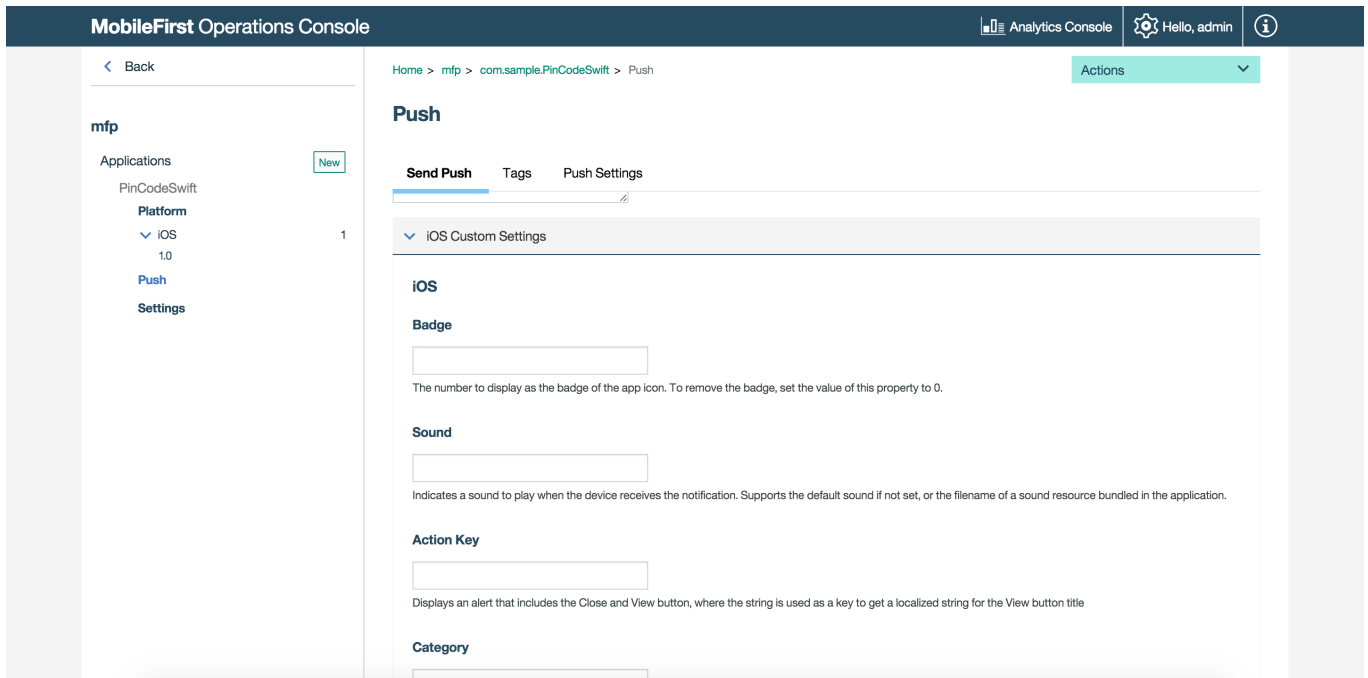 MobileFirst Operations Console
Analytics Console
Hello, admin
Back
mfp
Applications
New
PinCodeSwift
Platform
iOS
1
1.0
Push
Settings
Home > mfp > com.sample.PinCodeSwift > Push
Actions
Push
Send Push
Tags
Push Settings
iOS Custom Settings
iOS
Badge
The number to display as the badge of the app icon. To remove the badge, set the value of this property to 0.
Sound
Indicates a sound to play when the device receives the notification. Supports the default sound if not set, or the filename of a sound resource bundled in the application.
Action Key
Displays an alert that includes the Close and View button, where the string is used as a key to get a localized string for the View button title
Category